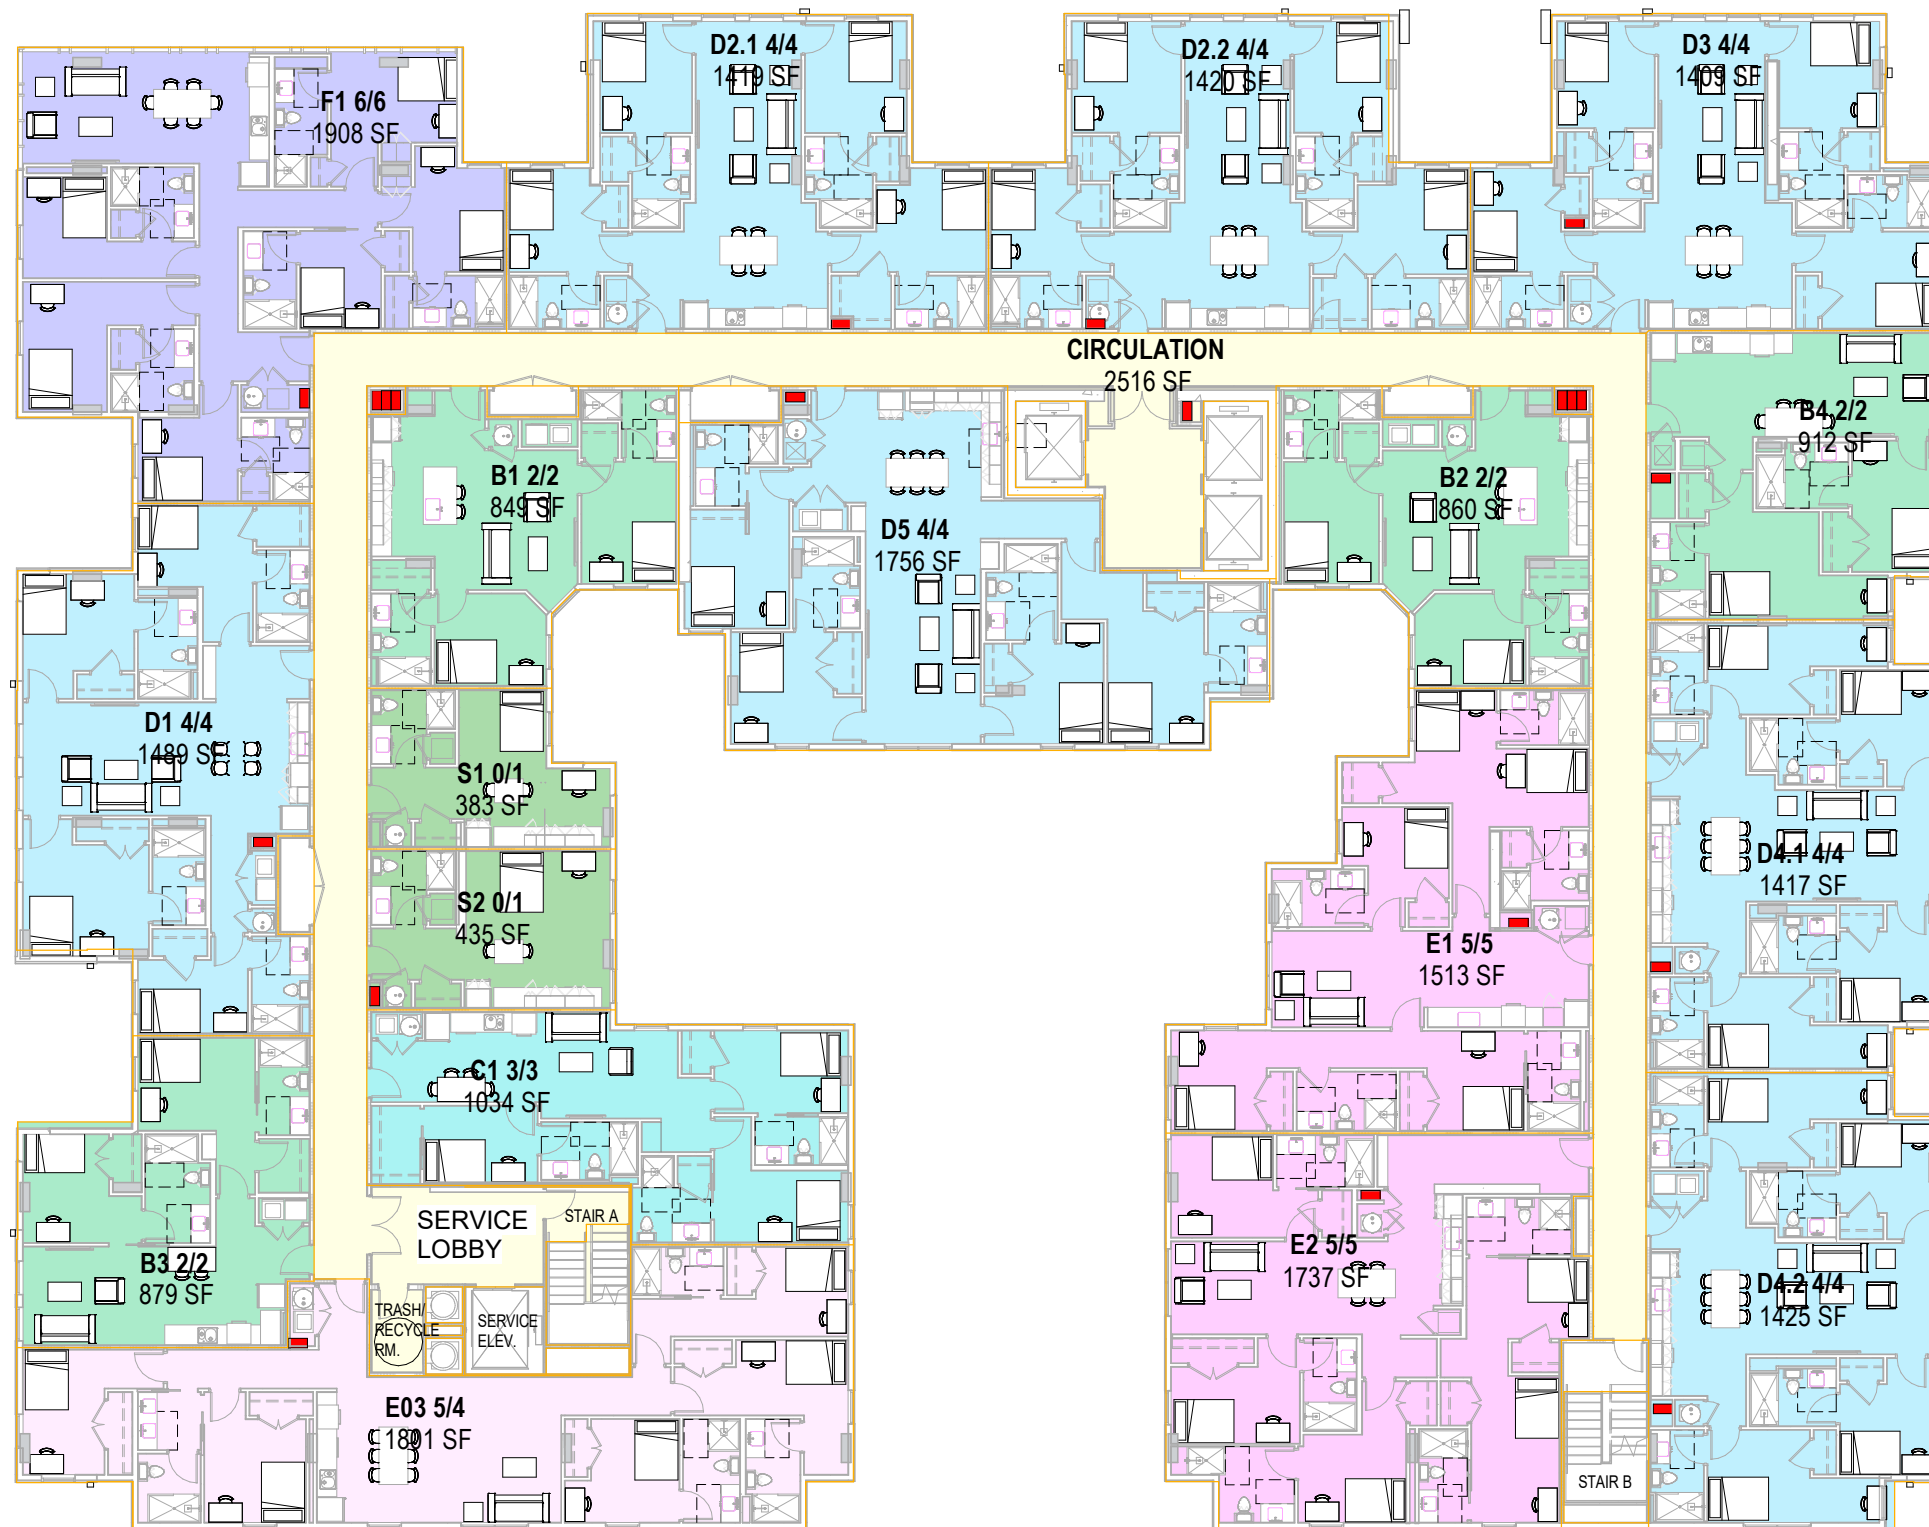 D2.1 4/4
1419 SF
D2.2 4/4
1420 SF
D3 4/4
1409 SF
F1 6/6
1908 SF
CIRCULATION
2516 SF
B4 2/2
912 SF
B1 2/2
849 SF
B2 2/2
860 SF
D5 4/4
1756 SF
D1 4/4
1489 SF
S1 0/1
383 SF
D4.1 4/4
1417 SF
S2 0/1
435 SF
E1 5/5
1513 SF
C1 3/3
1034 SF
SERVICE
LOBBY
STAIR A
B3 2/2
879 SF
E2 5/5
1737 SF
D4.2 4/4
1425 SF
TRASH/
RECYCLE
RM.
SERVICE
ELEV.
E03 5/4
1801 SF
STAIR B